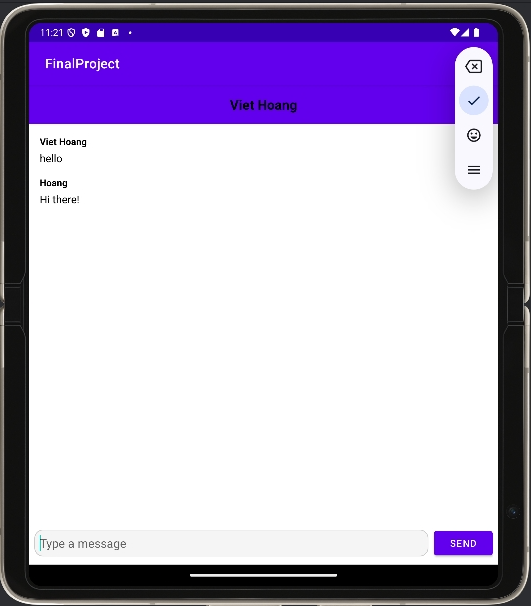 11:21
FinalProject
Viet Hoang
Viet Hoang
hello
Hoang
Hi there!
Type a message
SEND